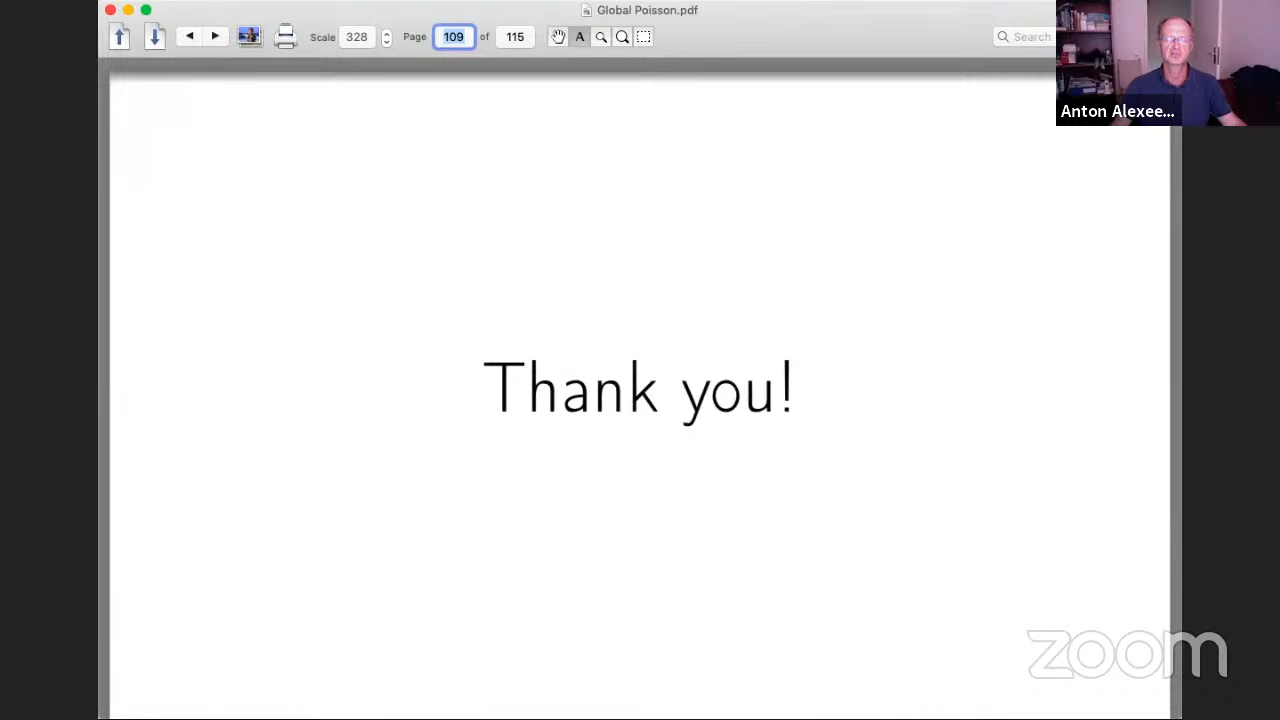 Global Poisson.pdf
Scale 328 Page 109 of 115 A Search
Anton Alexee...
Thank you!
zoom